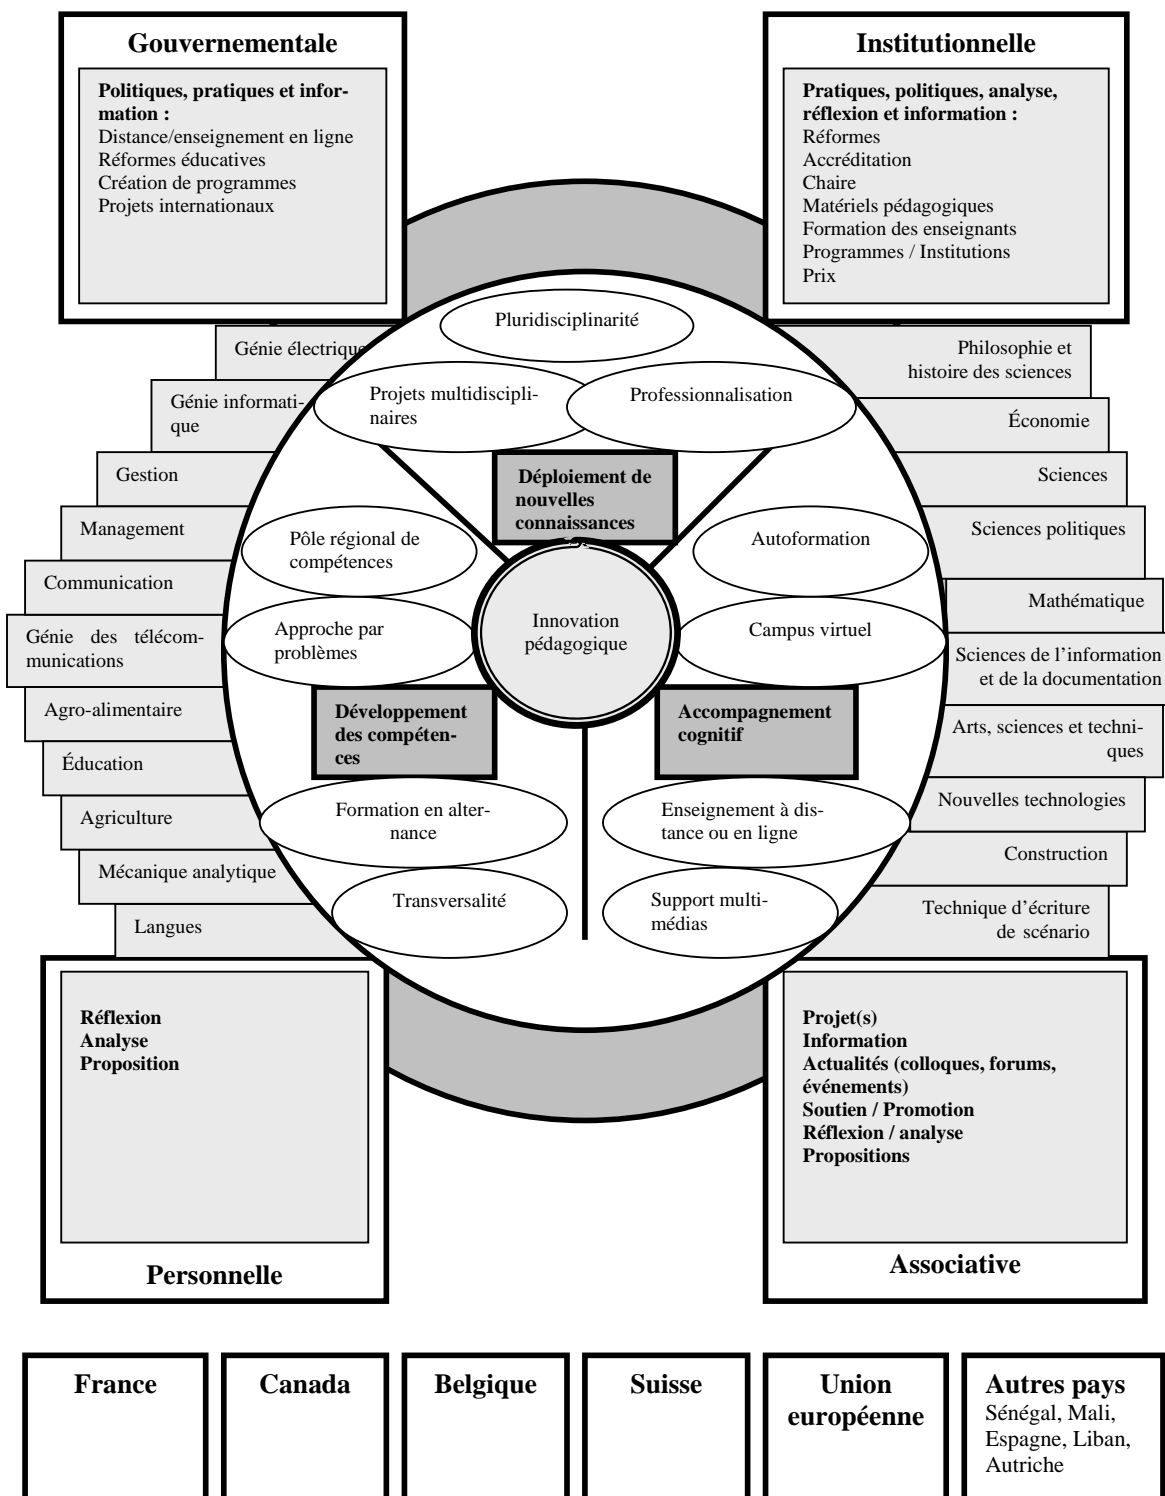 Gouvernementale
Politiques, pratiques et infor-
mation :
Distance/enseignement en ligne
Réformes éducatives
Création de programmes
Projets internationaux
Institutionnelle
Pratiques, politiques, analyse,
réflexion et information :
Réformes
Accréditation
Chaire
Matériels pédagogiques
Formation des enseignants
Programmes / Institutions
Prix
Génie électrique
Génie informati-
que
Gestion
Management
Communication
Génie des télécom-
munications
Agro-alimentaire
Éducation
Agriculture
Mécanique analytique
Langues
Pluridisciplinarité
Projets multidiscipli-
naires
Professionnalisation
Déploiement de
nouvelles
connaissances
Pôle régional de
compétences
Autoformation
Approche par
problèmes
Innovation
pédagogique
Campus virtuel
Développement
des compéten-
ces
Accompagnement
cognitif
Formation en alter-
nance
Enseignement à dis-
tance ou en ligne
Transversalité
Support multi-
médias
Philosophie et
histoire des sciences
Économie
Sciences
Sciences politiques
Mathématique
Sciences de l’information
et de la documentation
Arts, sciences et techni-
ques
Nouvelles technologies
Construction
Technique d’écriture
de scénario
Réflexion
Analyse
Proposition
Personnelle
Projet(s)
Information
Actualités (colloques, forums,
événements)
Soutien / Promotion
Réflexion / analyse
Propositions
Associative
France
Canada
Belgique
Suisse
Union
européenne
Autres pays
Sénégal, Mali,
Espagne, Liban,
Autriche